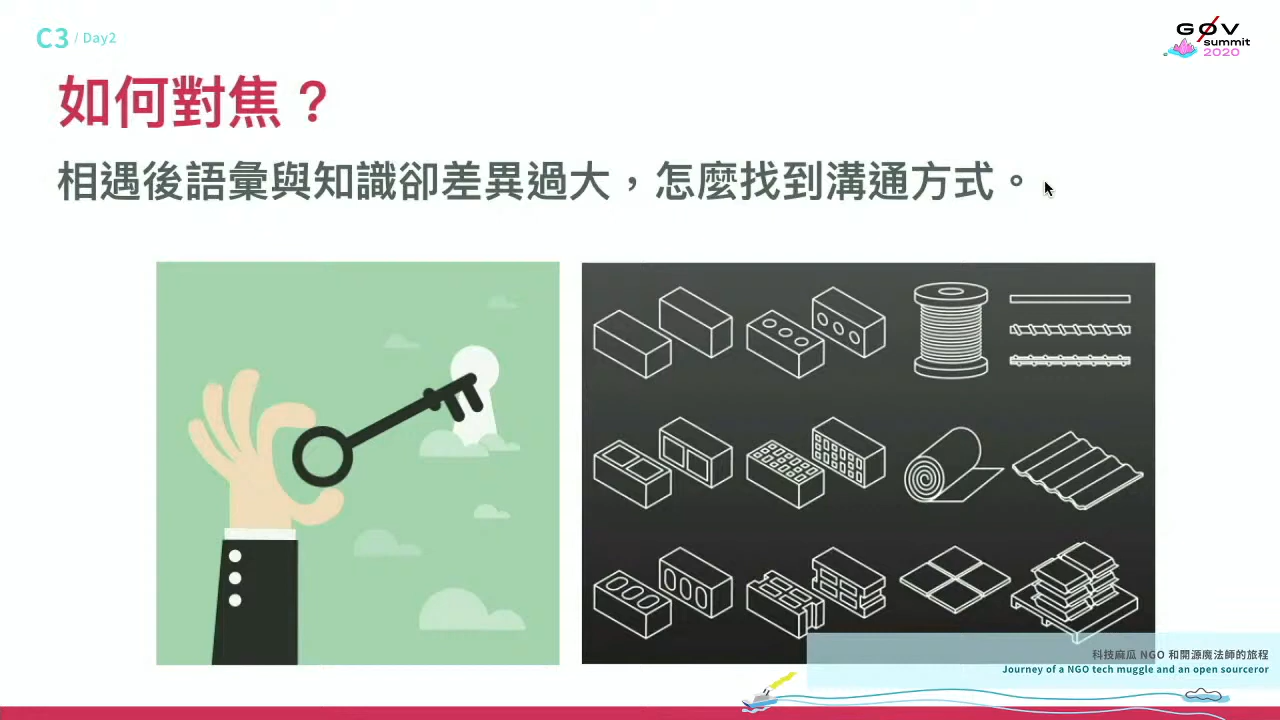 C3 / Day2
GØV
summit
2020
如何對焦？
相遇後語彙與知識卻差異過大，怎麼找到溝通方式。
科技麻瓜 NGO 和開源魔法師的旅程
Journey of a NGO tech muggle and an open sourceror